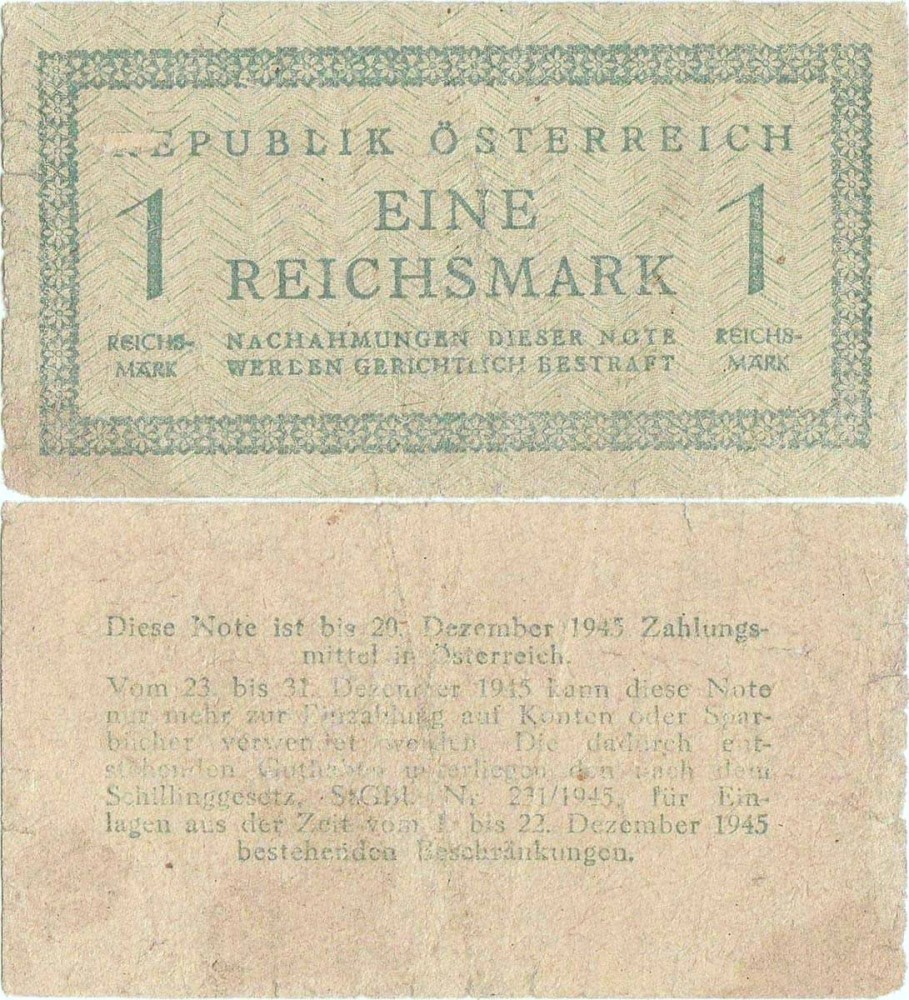 REPUBLIK ÖSTERREICH
1
EINE
REICHSMARK
1
REICHS-
MARK
NACHAHMUNGEN DIESER NOTE
WERDEN GERICHTLICH BESTRAFT
REICHS-
MARK
Diese Note ist bis 20. Dezember 1945 Zahlungs-
mittel in Österreich.
Vom 23. bis 31. Dezember 1945 kann diese Note
nur mehr zur Einzahlung auf Konten oder Spar-
bücher verwendet werden. Die dadurch ent-
stehenden Guthaben unterliegen den nach dem
Schillinggesetz, StGBl. Nr. 231/1945, für Ein-
lagen aus der Zeit vom 1. bis 22. Dezember 1945
bestehenden Beschränkungen.